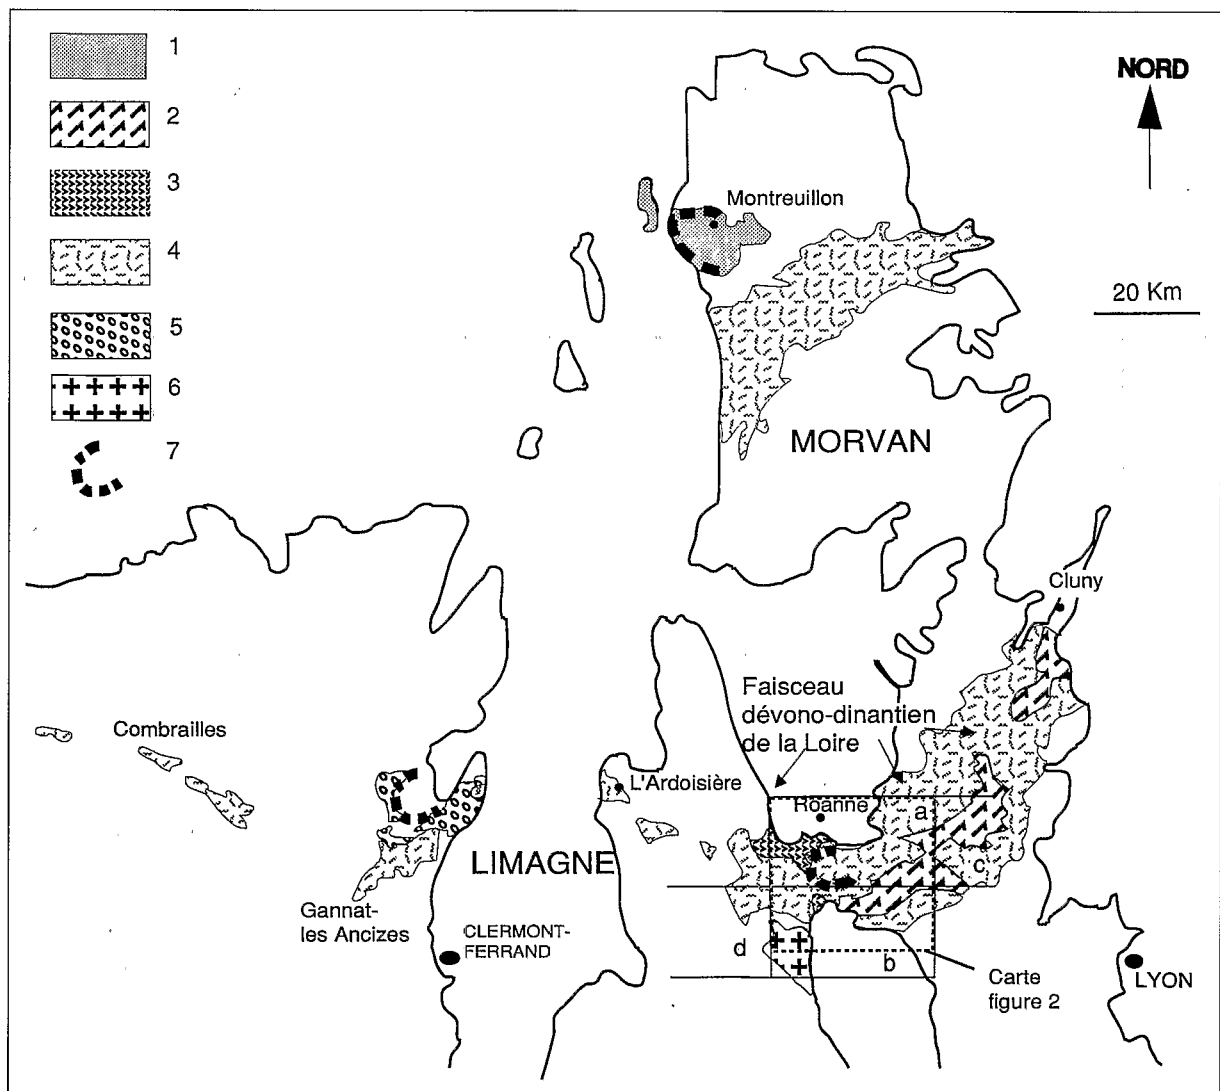 1
2
3
4
5
6
7
NORD
20 Km
Montreuillon
MORVAN
Cluny
Combrailles
Faisceau
dévono-dinantien
de la Loire
L'Ardoisière
Roanne
a
c
LIMAGNE
Gannat-
les Ancizes
CLERMONT-
FERRAND
d
b
Carte
figure 2
LYON